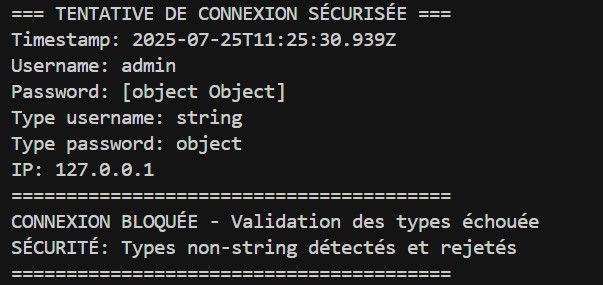 === TENTATIVE DE CONNEXION SÉCURISÉE ===
Timestamp: 2025-07-25T11:25:30.939Z
Username: admin
Password: [object Object]
Type username: string
Type password: object
IP: 127.0.0.1
========================================
CONNEXION BLOQUÉE - Validation des types échouée
SÉCURITÉ: Types non-string détectés et rejetés
========================================